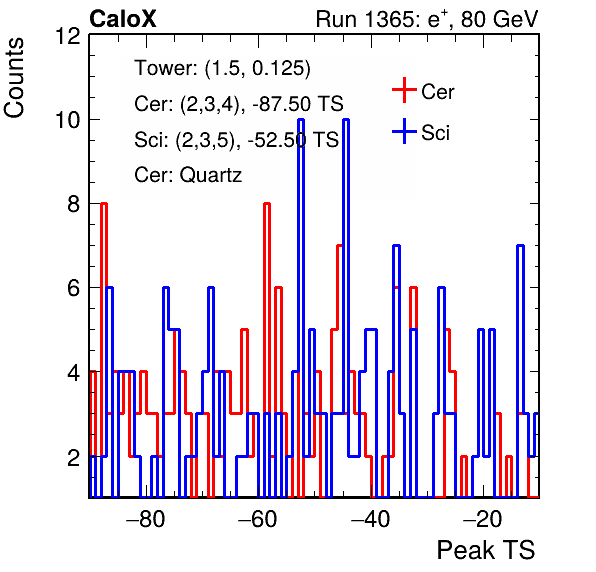 CaloX Run 1365: e⁺, 80 GeV
Counts
12
10
8
6
4
2
Tower: (1.5, 0.125)
Cer: (2,3,4), -87.50 TS
Sci: (2,3,5), -52.50 TS
Cer: Quartz
Cer
Sci
−80 −60 −40 −20
Peak TS